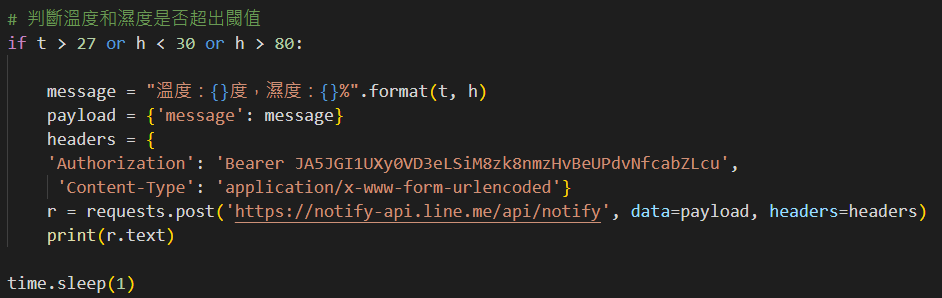 # 判斷溫度和濕度是否超出閾值
if t > 27 or h < 30 or h > 80:
message = "溫度：{}度，濕度：{}%".format(t, h)
payload = {'message': message}
headers = {
'Authorization': 'Bearer JA5JGI1UXy0VD3eLSiM8zk8nmzHvBeUPdvNfcabZLcu',
'Content-Type': 'application/x-www-form-urlencoded'}
r = requests.post('https://notify-api.line.me/api/notify', data=payload, headers=headers)
print(r.text)
time.sleep(1)